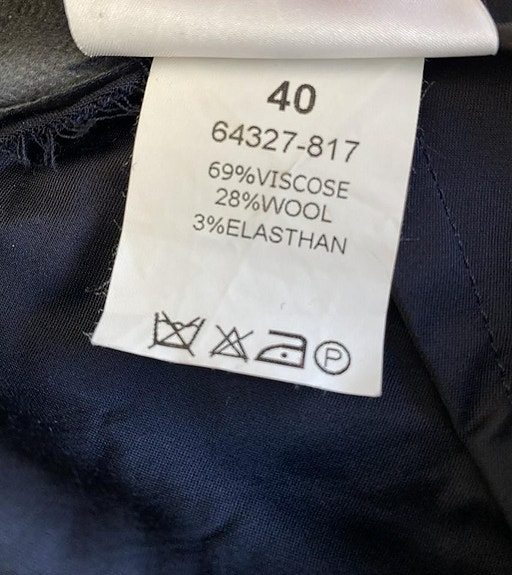 40
64327-817
69%VISCOSE
28%WOOL
3%ELASTHAN
P